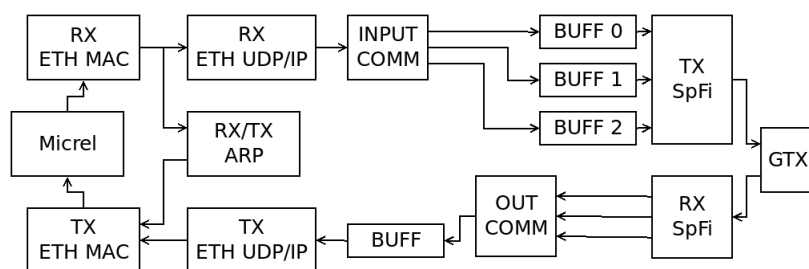 RX
ETH MAC
RX
ETH UDP/IP
INPUT
COMM
BUFF 0
BUFF 1
BUFF 2
TX
SpFi
Micrel
RX/TX
ARP
GTX
TX
ETH MAC
TX
ETH UDP/IP
BUFF
OUT
COMM
RX
SpFi